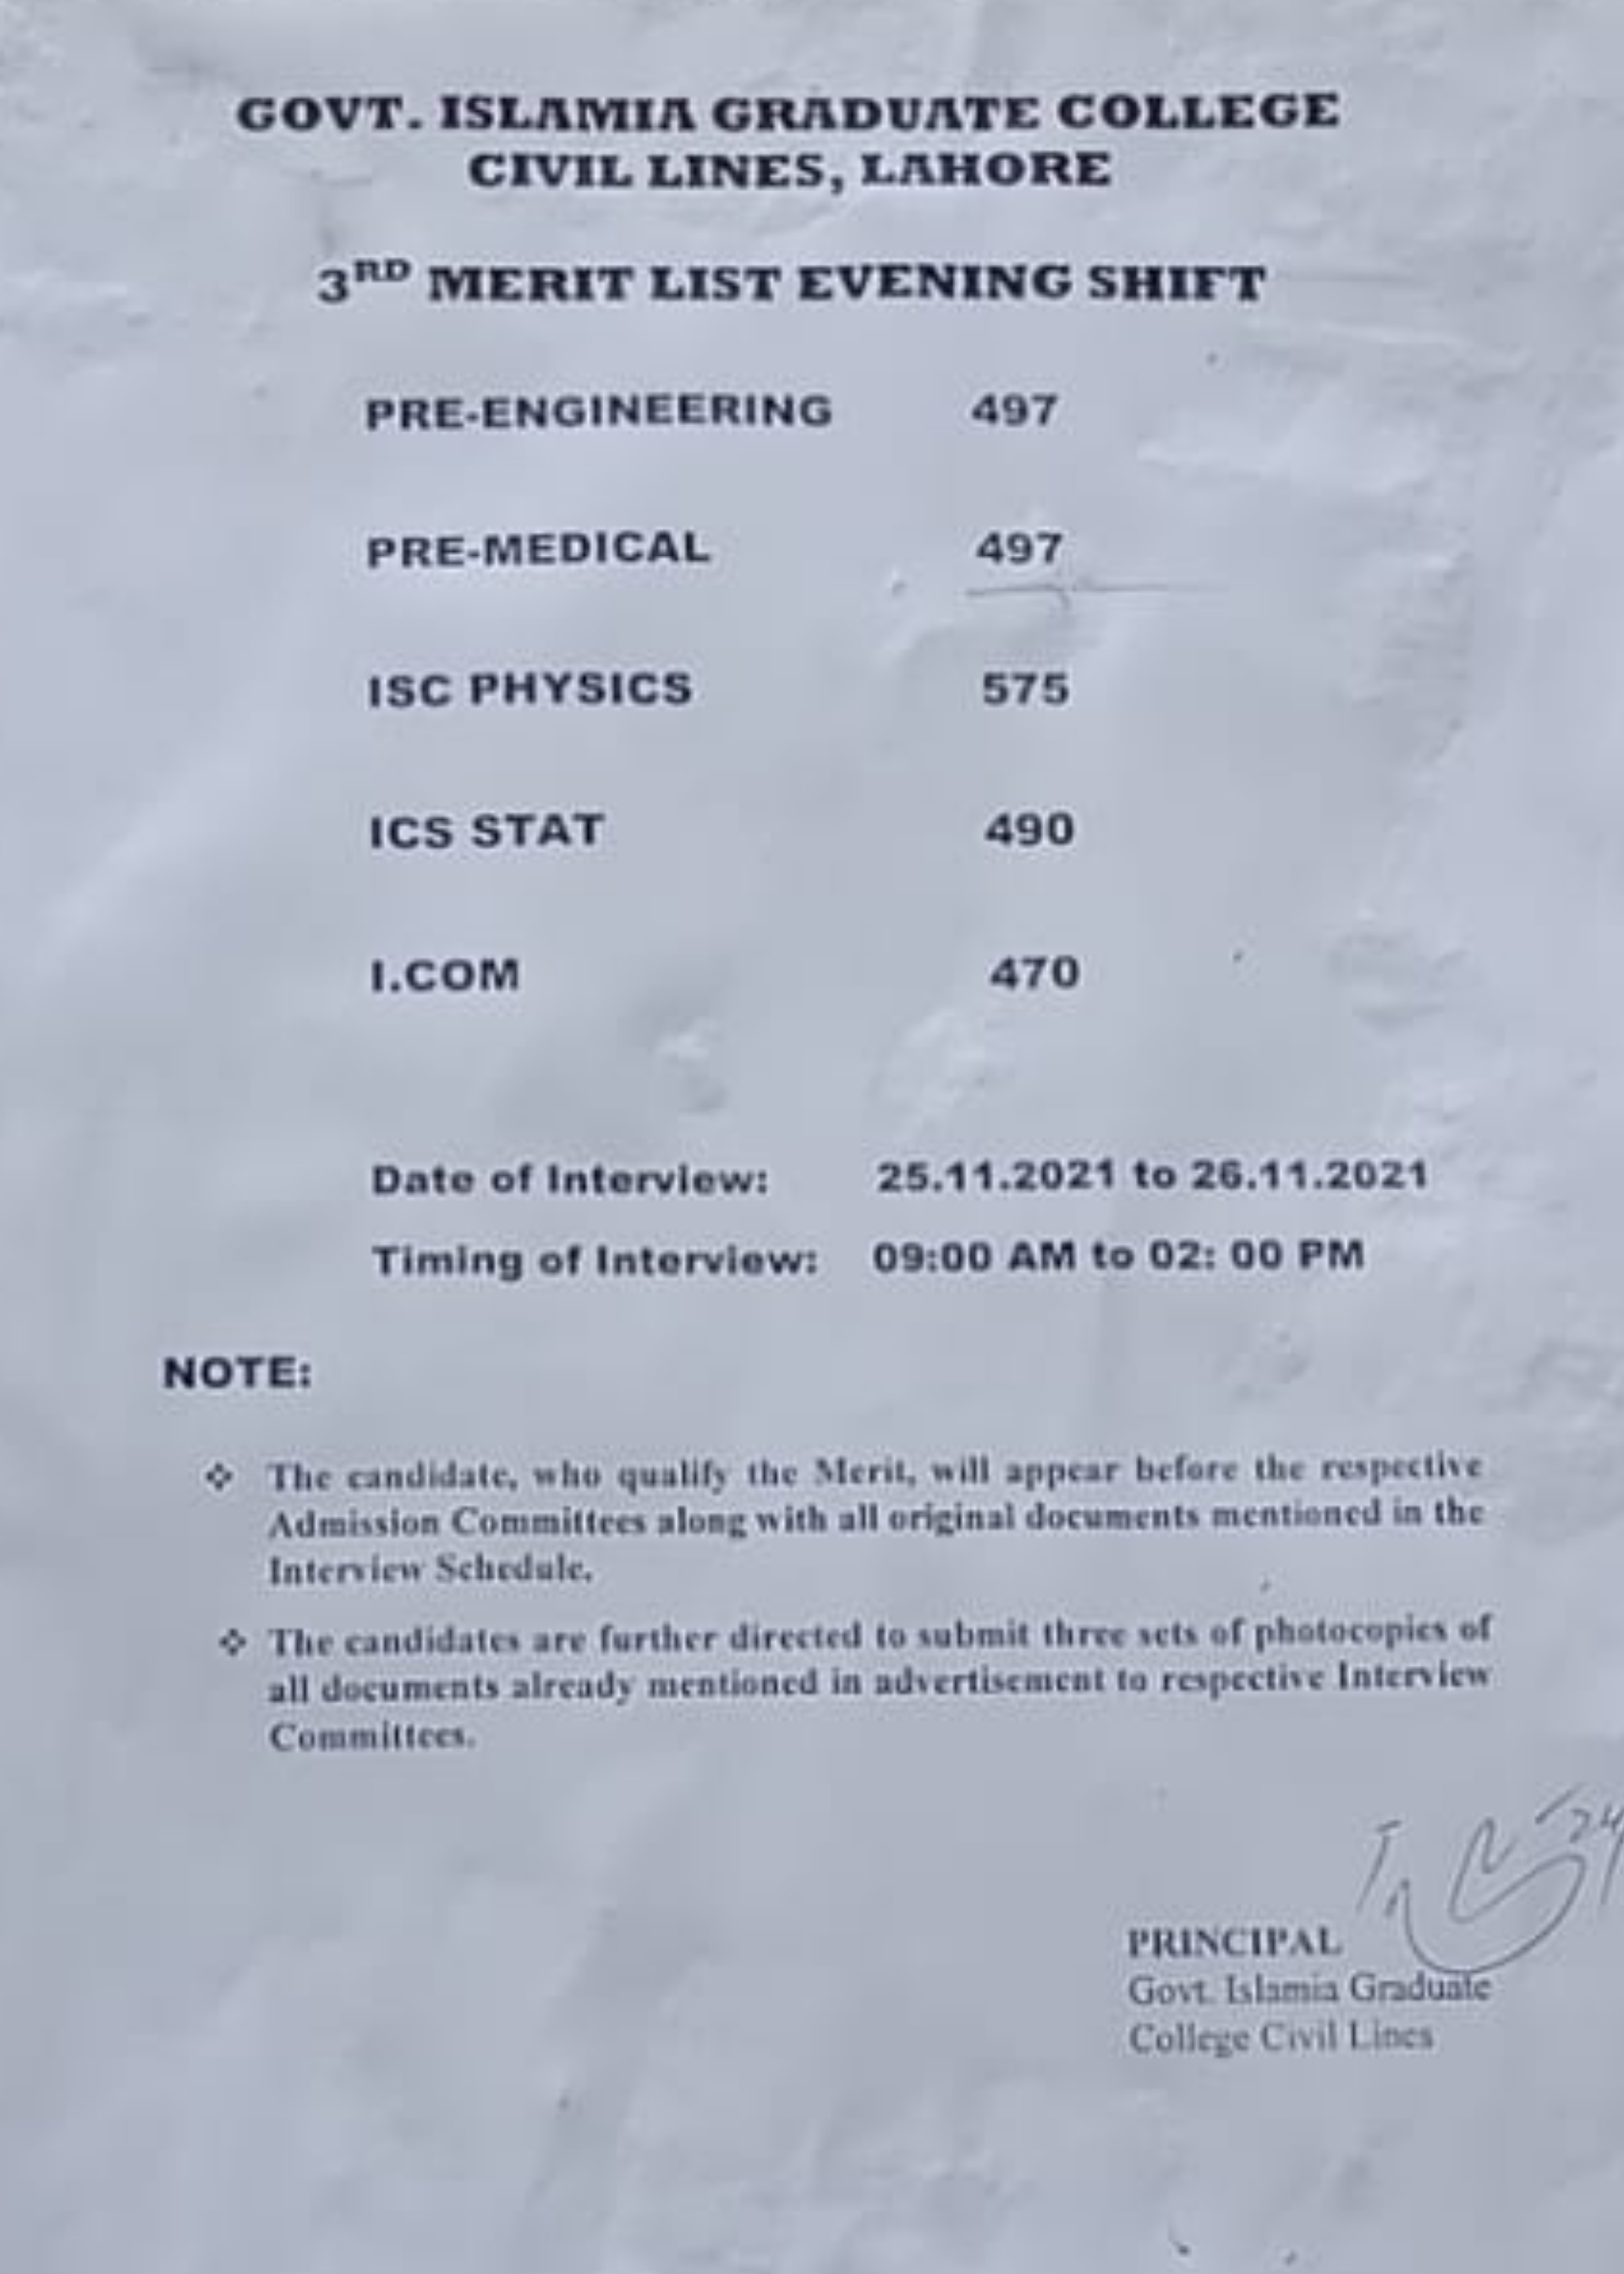 GOVT. ISLAMIA GRADUATE COLLEGE
CIVIL LINES, LAHORE
3RD MERIT LIST EVENING SHIFT
PRE-ENGINEERING 497
PRE-MEDICAL 497
ISC PHYSICS 575
ICS STAT 490
I.COM 470
Date of Interview: 25.11.2021 to 26.11.2021
Timing of Interview: 09:00 AM to 02: 00 PM
NOTE:
❖ The candidate, who qualify the Merit, will appear before the respective
Admission Committees along with all original documents mentioned in the
Interview Schedule.
❖ The candidates are further directed to submit three sets of photocopies of
all documents already mentioned in advertisement to respective Interview
Committees.
PRINCIPAL
Govt. Islamia Graduate
College Civil Lines